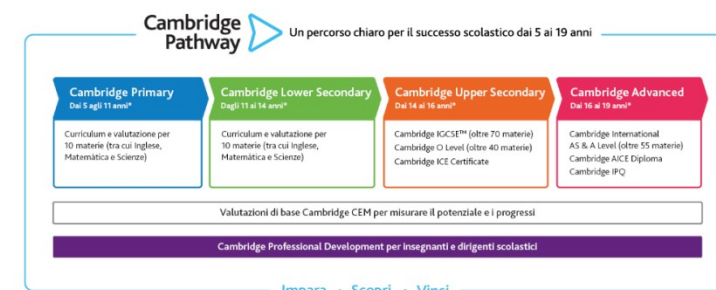 Cambridge Pathway
Un percorso chiaro per il successo scolastico dai 5 ai 19 anni
Cambridge Primary
Dai 5 agli 11 anni*
Curriculum e valutazione per
10 materie (tra cui Inglese,
Matemática e Scienze)
Cambridge Lower Secondary
Dagli 11 ai 14 anni*
Curriculum e valutazione per
10 materie (tra cui Inglese,
Matematica e Scienze)
Cambridge Upper Secondary
Dai 14 ai 16 anni*
Cambridge IGCSE™ (oltre 70 materie)
Cambridge O Level (oltre 40 materie)
Cambridge ICE Certificate
Cambridge Advanced
Dai 16 ai 19 anni*
Cambridge International
AS & A Level (oltre 55 materie)
Cambridge AICE Diploma
Cambridge IPQ
Valutazioni di base Cambridge CEM per misurare il potenziale e i progressi
Cambridge Professional Development per insegnanti e dirigenti scolastici
Impara · Scopri · Vinci